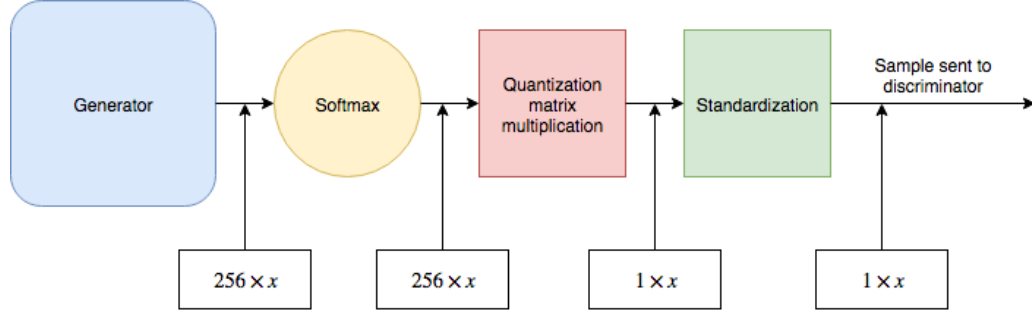 Generator
Softmax
Quantization
matrix
multiplication
Standardization
Sample sent to
discriminator
256 × x
256 × x
1 × x
1 × x